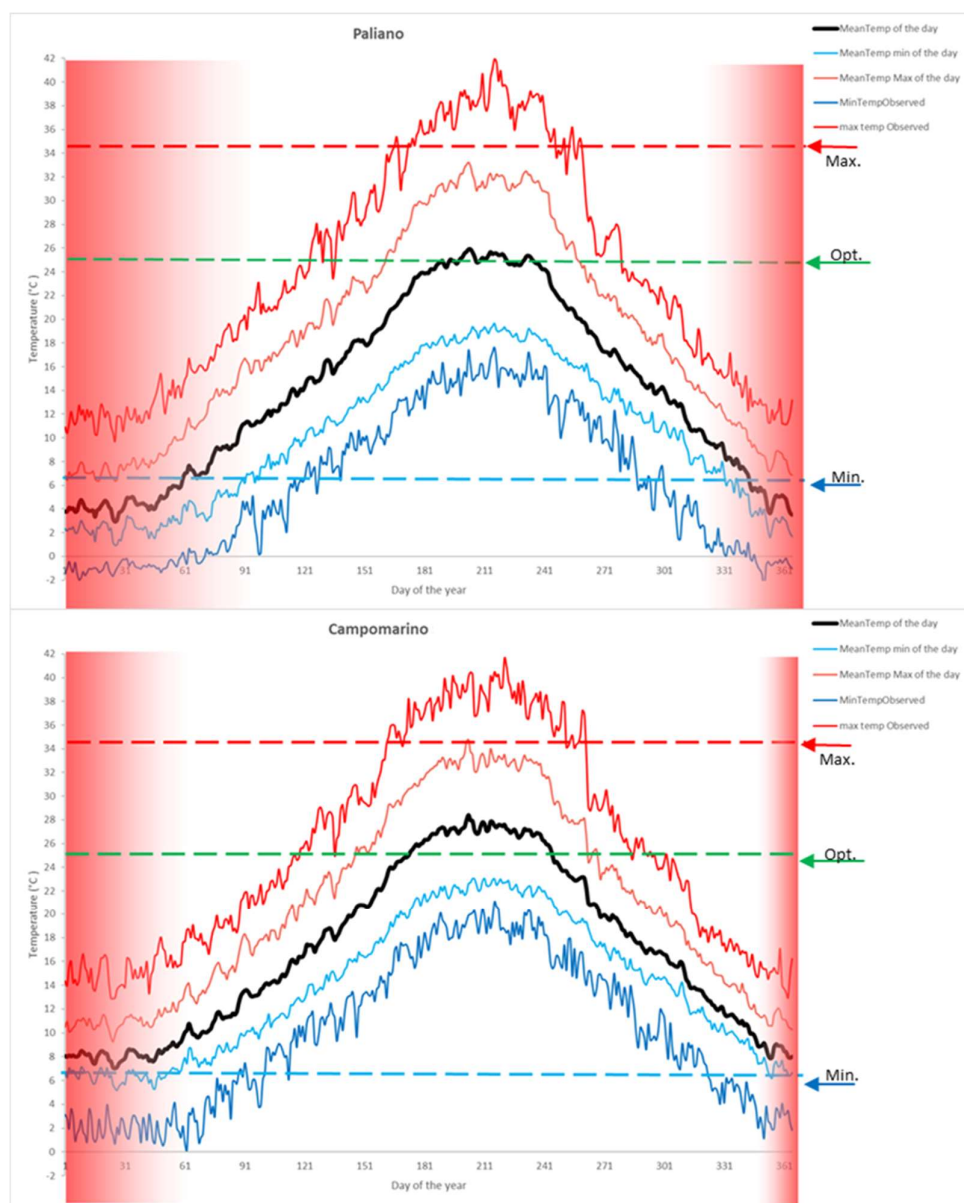 Paliano
MeanTemp of the day
MeanTemp min of the day
MeanTemp Max of the day
MinTempObserved
max temp Observed
42
40
38
36
34
32
30
28
26
24
22
20
18
16
14
12
10
8
6
4
2
0
-2
Temperature (°C)
Max.
Opt.
Min.
1 31 61 91 121 151 181 211 241 271 301 331 361
Day of the year
Campomarino
MeanTemp of the day
MeanTemp min of the day
MeanTemp Max of the day
MinTempObserved
max temp Observed
42
40
38
36
34
32
30
28
26
24
22
20
18
16
14
12
10
8
6
4
2
0
-2
Temperature (°C)
Max.
Opt.
Min.
1 31 61 91 121 151 181 211 241 271 301 331 361
Day of the year